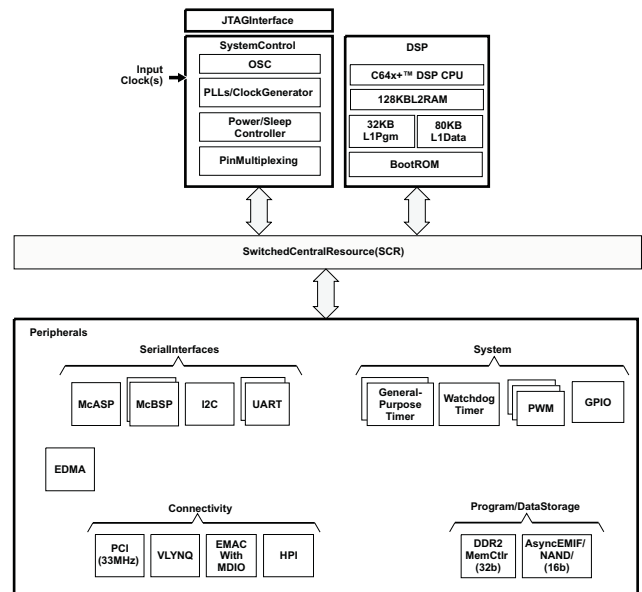 JTAGInterface
SystemControl
OSC
PLLs/ClockGenerator
Power/Sleep
Controller
PinMultiplexing
Input
Clock(s)
DSP
C64x+™ DSP CPU
128KBL2RAM
32KB
L1Pgm
80KB
L1Data
BootROM
SwitchedCentralResource(SCR)
Peripherals
SerialInterfaces
McASP
McBSP
I2C
UART
System
General-
Purpose
Timer
Watchdog
Timer
PWM
GPIO
EDMA
Connectivity
PCI
(33MHz)
VLYNQ
EMAC
With
MDIO
HPI
Program/DataStorage
DDR2
MemCtlr
(32b)
AsyncEMIF/
NAND/
(16b)